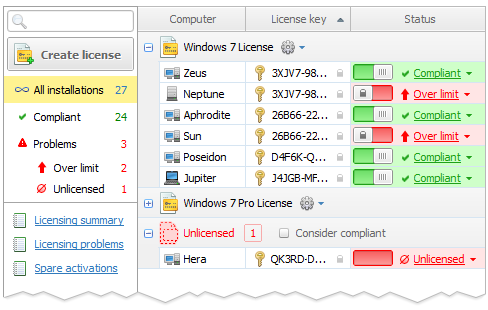 Computer License key Status
Create license
All installations 27
Compliant 24
Problems 3
Over limit 2
Unlicensed 1
Licensing summary
Licensing problems
Spare activations
Windows 7 License
Zeus 3XJV7-98... Compliant
Neptune 3XJV7-98... Over limit
Aphrodite 26B66-22... Compliant
Sun 26B66-22... Over limit
Poseidon D4F6K-Q... Compliant
Jupiter J4JGB-MF... Compliant
Windows 7 Pro License
Unlicensed 1 Consider compliant
Hera QK3RD-D... Unlicensed